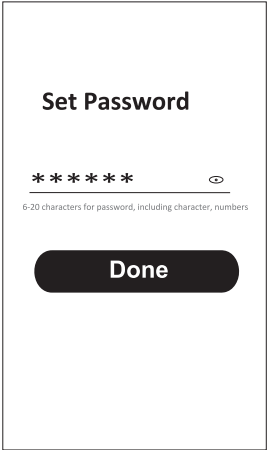 Set Password
******
6-20 characters for password, including character, numbers
Done